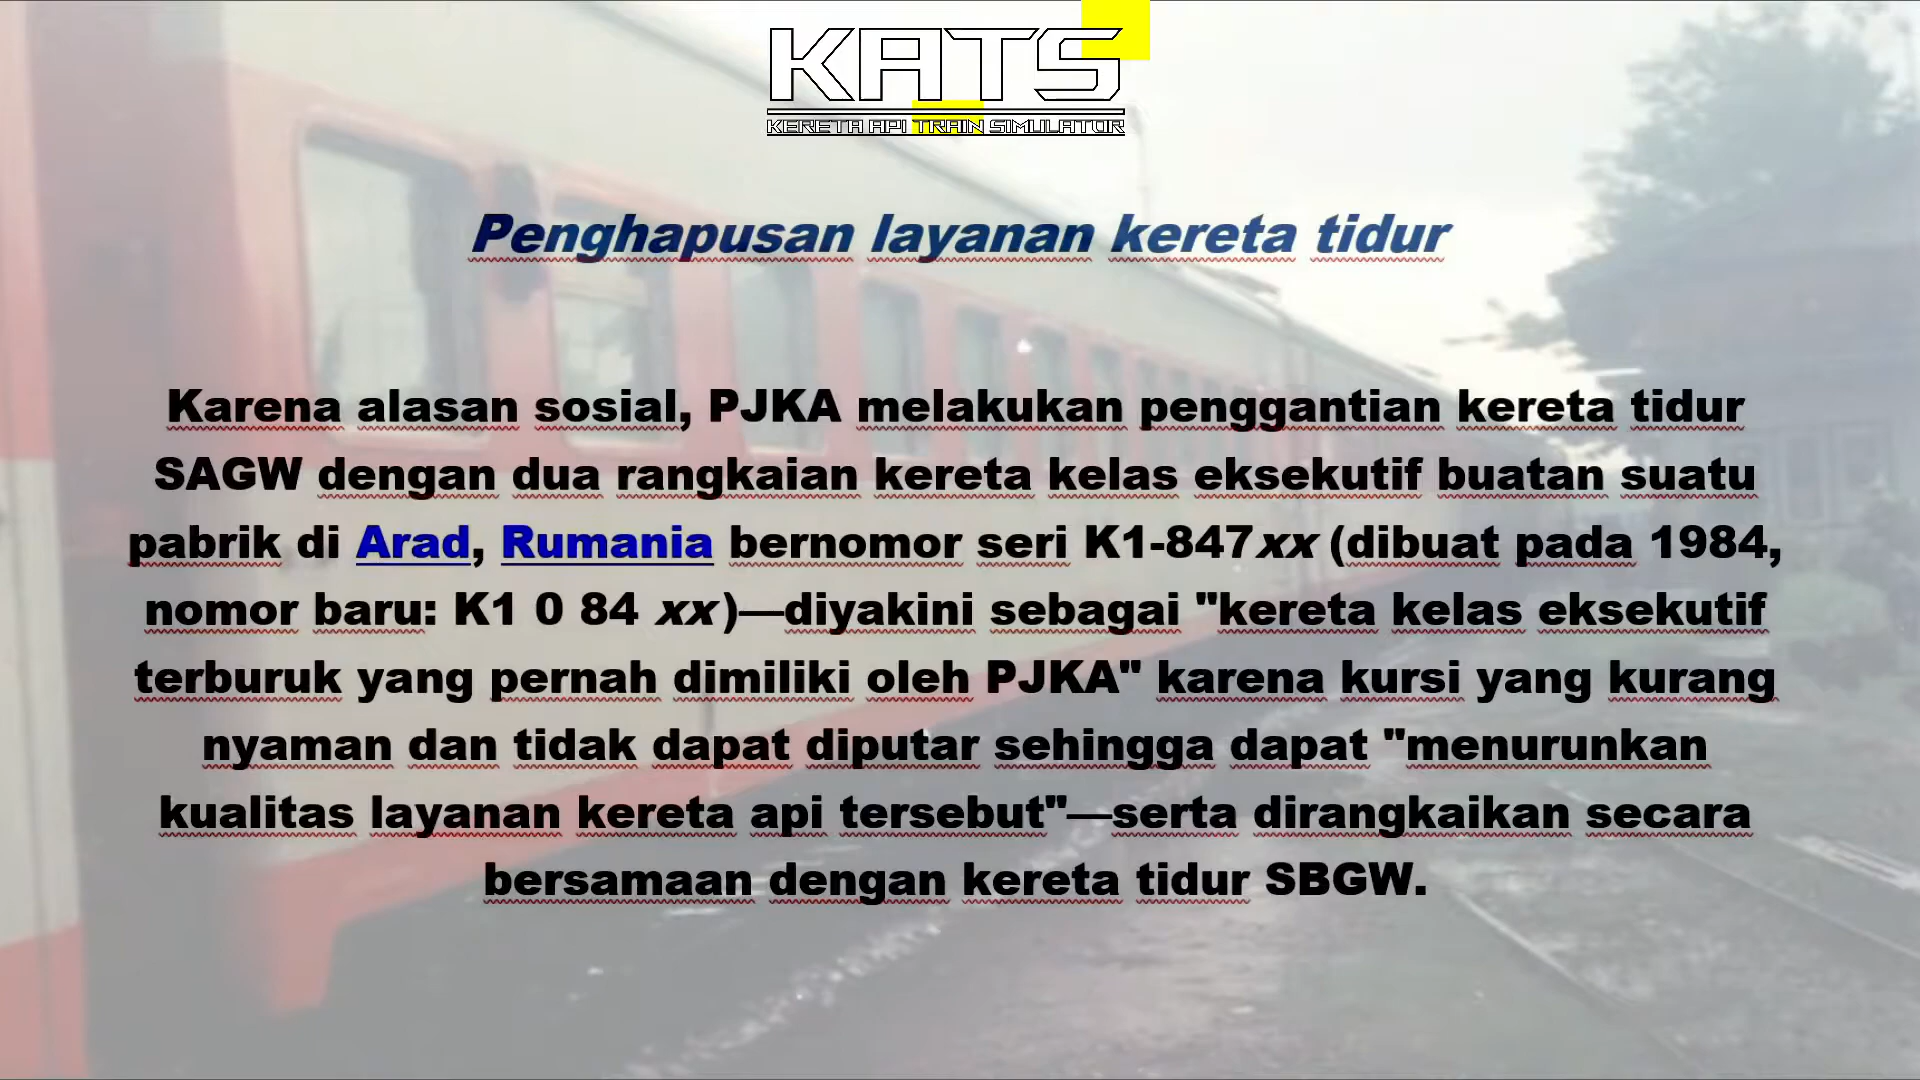 KATS
KERETA API TRAIN SIMULATOR
Penghapusan layanan kereta tidur
Karena alasan sosial, PJKA melakukan penggantian kereta tidur
SAGW dengan dua rangkaian kereta kelas eksekutif buatan suatu
pabrik di Arad, Rumania bernomor seri K1-847xx (dibuat pada 1984,
nomor baru: K1 0 84 xx)—diyakini sebagai "kereta kelas eksekutif
terburuk yang pernah dimiliki oleh PJKA" karena kursi yang kurang
nyaman dan tidak dapat diputar sehingga dapat "menurunkan
kualitas layanan kereta api tersebut"—serta dirangkaikan secara
bersamaan dengan kereta tidur SBGW.